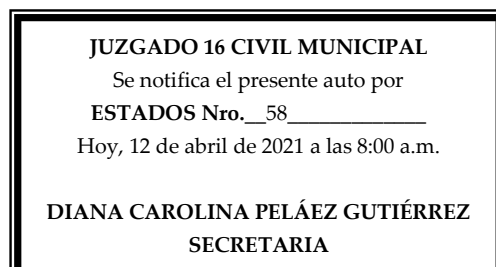 JUZGADO 16 CIVIL MUNICIPAL
Se notifica el presente auto por
ESTADOS Nro.__58_____________
Hoy, 12 de abril de 2021 a las 8:00 a.m.
DIANA CAROLINA PELÁEZ GUTIÉRREZ
SECRETARIA